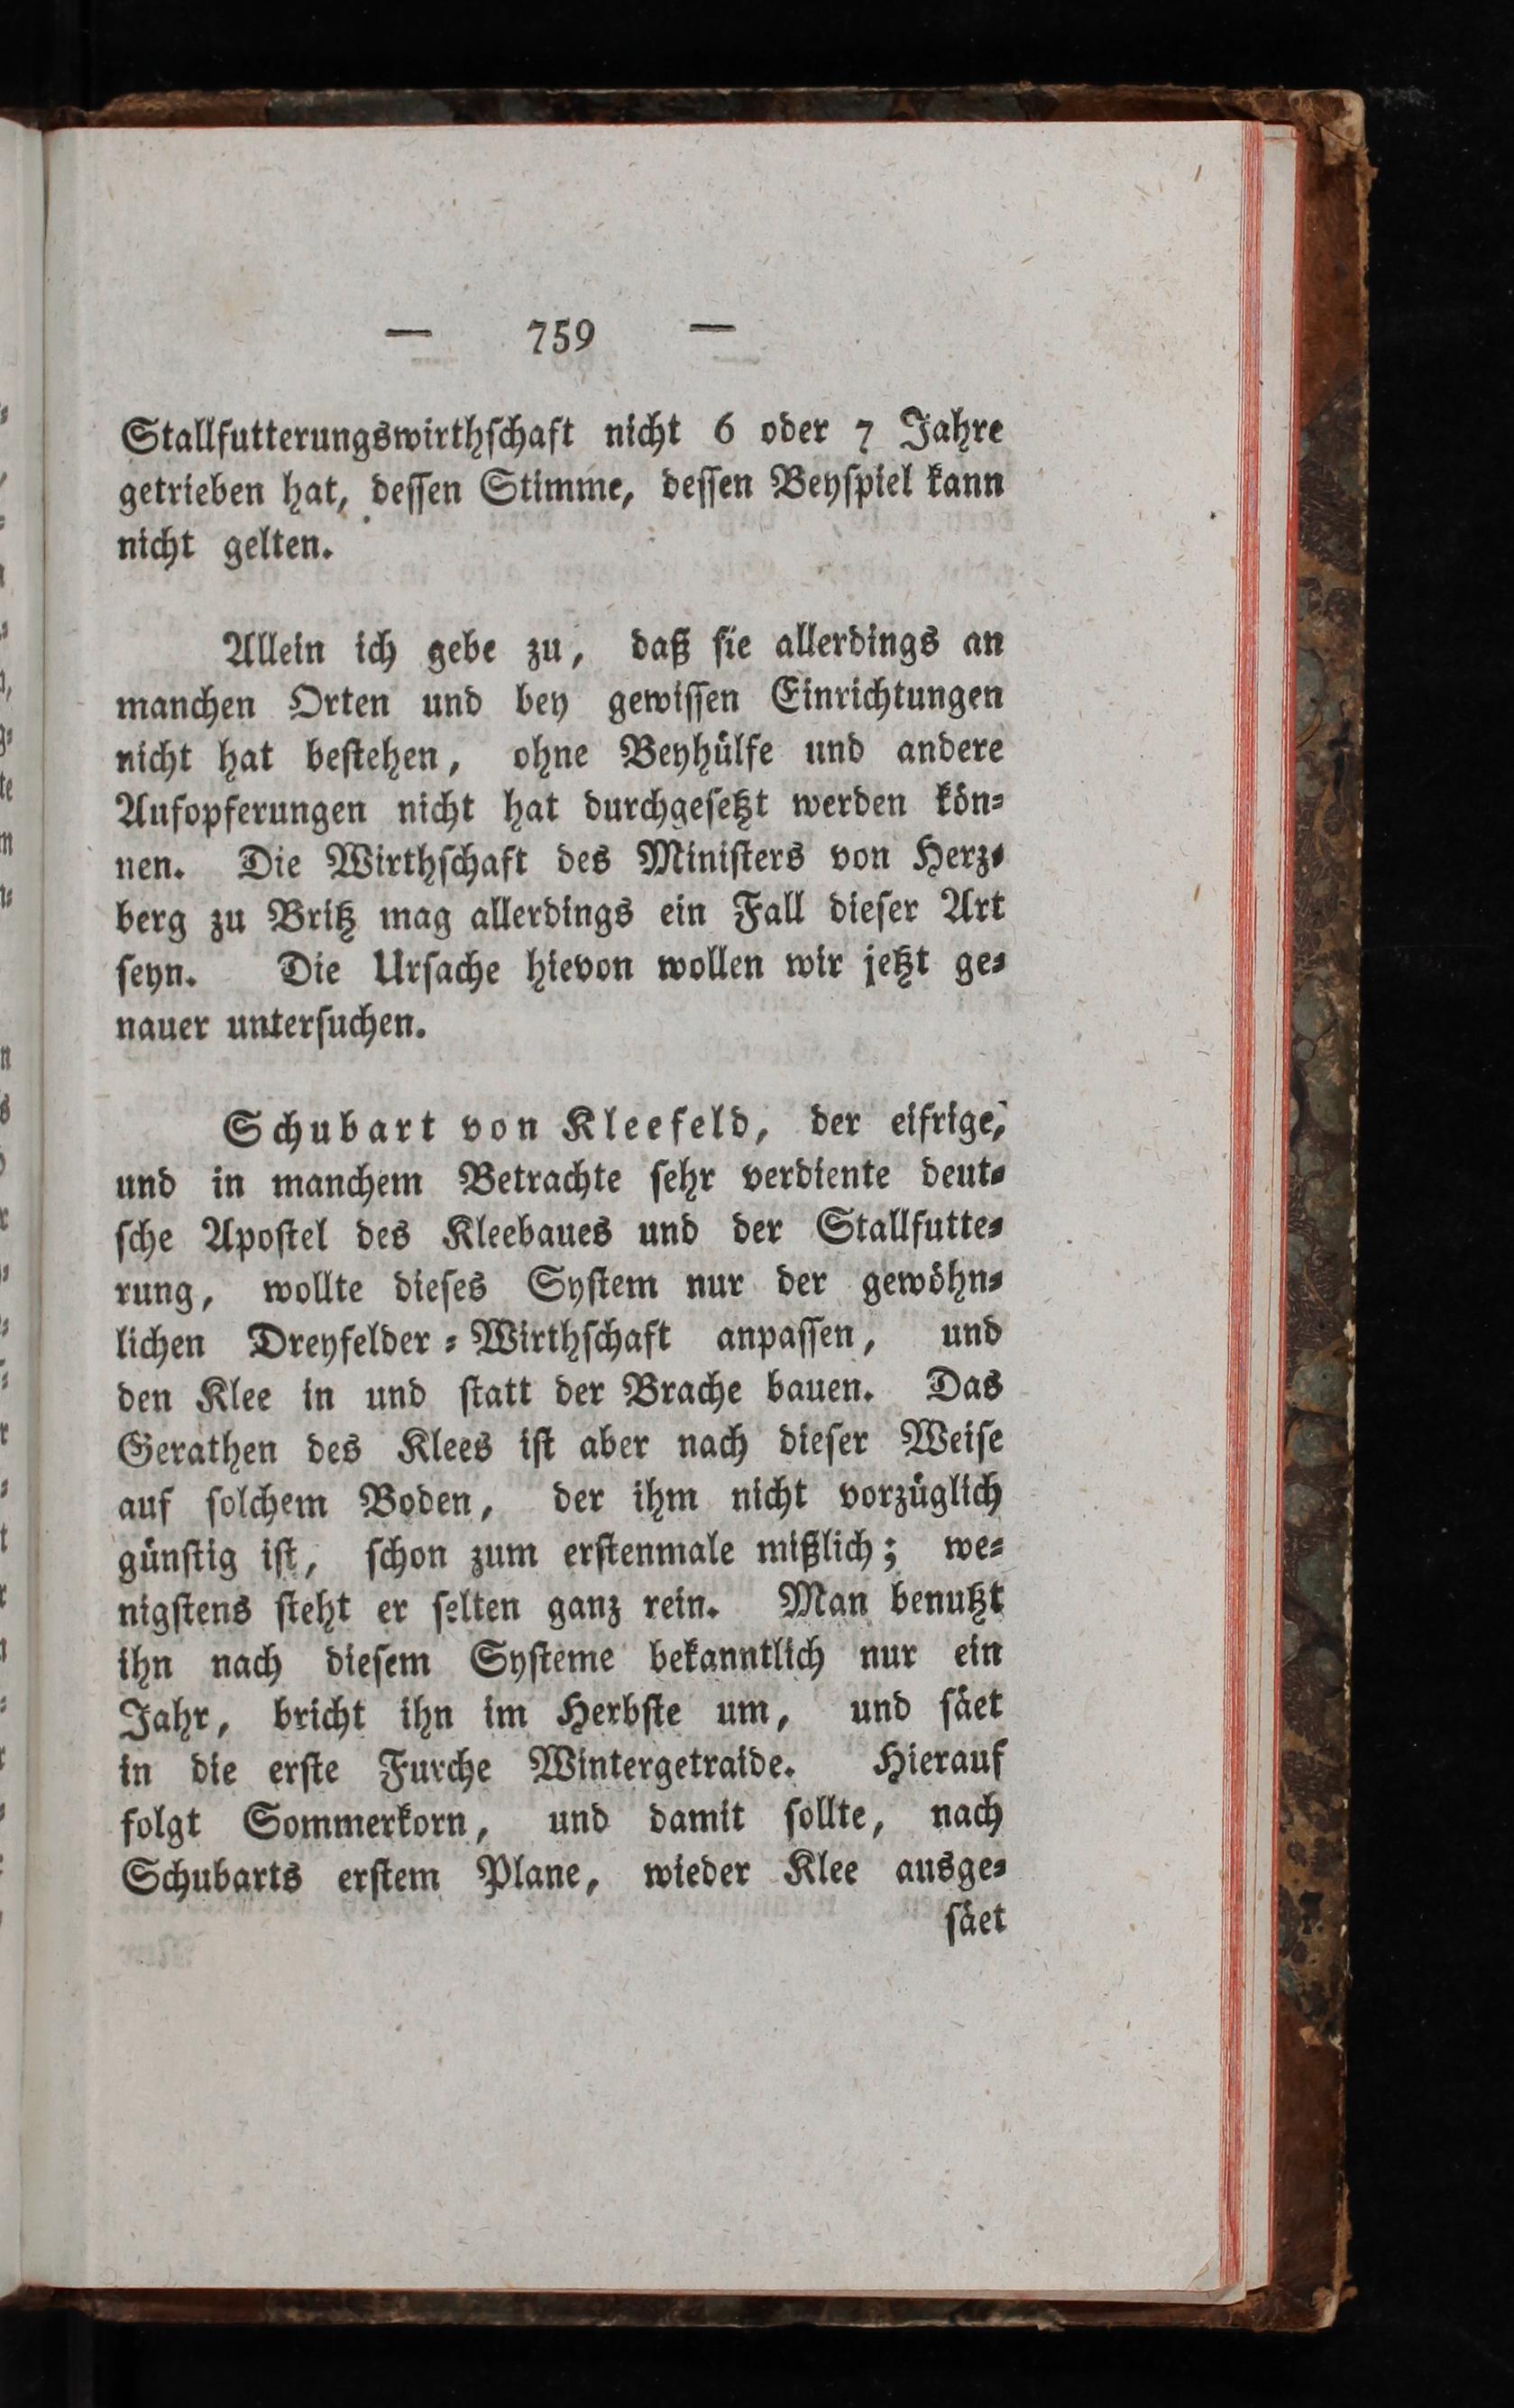 — 759 —
Stallfutterungswirthschaft nicht 6 oder 7 Jahre
getrieben hat, dessen Stimme, dessen Beyspiel kann
nicht gelten.
Allein ich gebe zu, daß sie allerdings an
manchen Orten und bey gewissen Einrichtungen
nicht hat bestehen, ohne Beyhülfe und andere
Aufopferungen nicht hat durchgesetzt werden kön-
nen. Die Wirthschaft des Ministers von Herz-
berg zu Britz mag allerdings ein Fall dieser Art
seyn. Die Ursache hievon wollen wir jetzt ge-
nauer untersuchen.
Schubart von Kleefeld, der eifrige,
und in manchem Betrachte sehr verdiente deut-
sche Apostel des Kleebaues und der Stallfutte-
rung, wollte dieses System nur der gewöhn-
lichen Dreyfelder-Wirthschaft anpassen, und
den Klee in und statt der Brache bauen. Das
Gerathen des Klees ist aber nach dieser Weise
auf solchem Boden, der ihm nicht vorzüglich
günstig ist, schon zum erstenmale mißlich; we-
nigstens steht er selten ganz rein. Man benutzt
ihn nach diesem Systeme bekanntlich nur ein
Jahr, bricht ihn im Herbste um, und säet
in die erste Furche Wintergetraide. Hierauf
folgt Sommerkorn, und damit sollte, nach
Schubarts erstem Plane, wieder Klee ausge-
säet